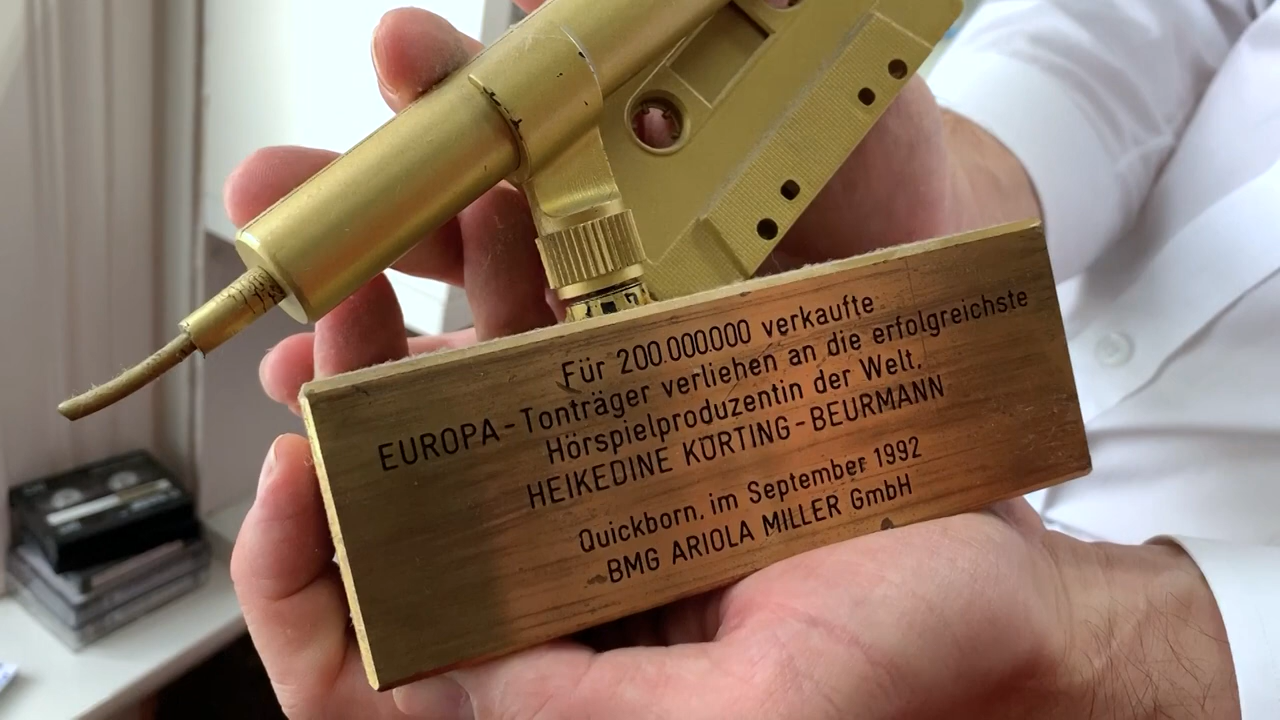 Für 200.000.000 verkaufte
EUROPA-Tonträger verliehen an die erfolgreichste
Hörspielproduzentin der Welt,
HEIKEDINE KÖRTING-BEURMANN
Quickborn, im September 1992
BMG ARIOLA MILLER GmbH